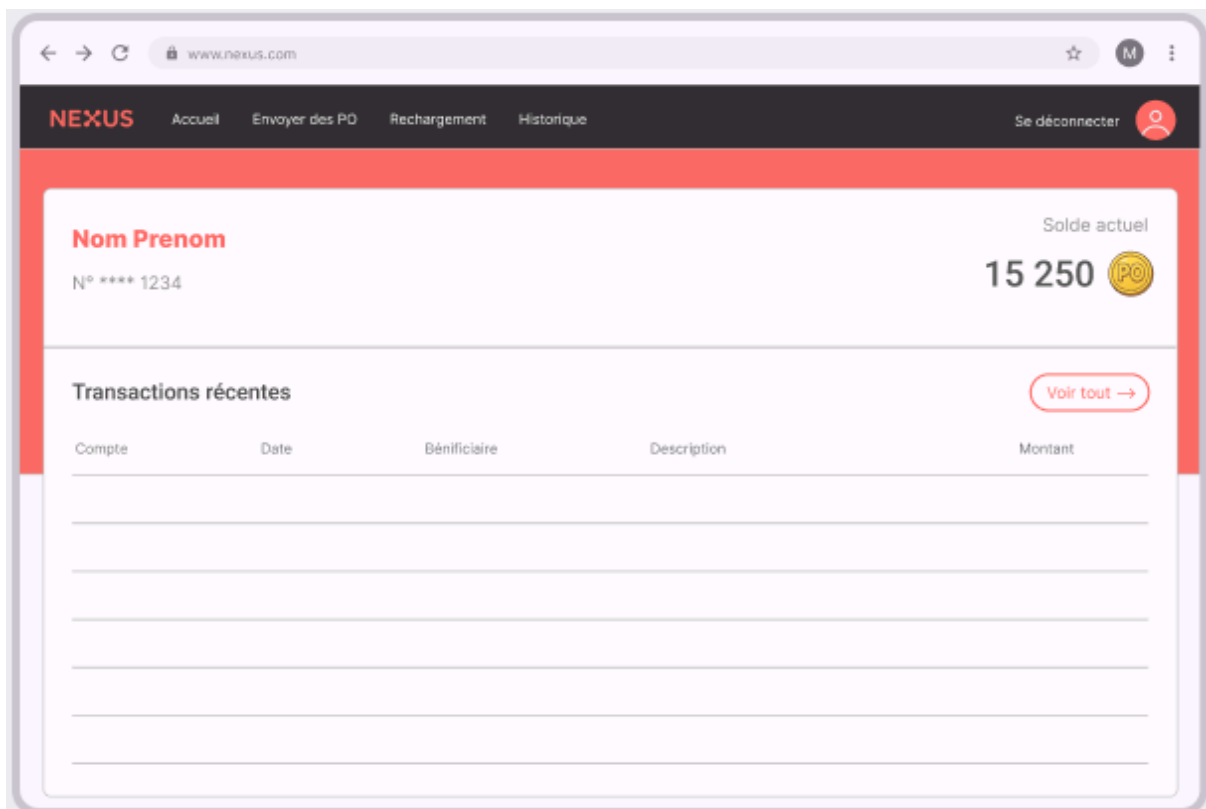 www.nexus.com
M
NEXUS Accueil Envoyer des PO Rechargement Historique Se déconnecter
Solde actuel
Nom Prenom
15 250 PO
N° **** 1234
Transactions récentes
Voir tout →
Compte Date Bénificiaire Description Montant